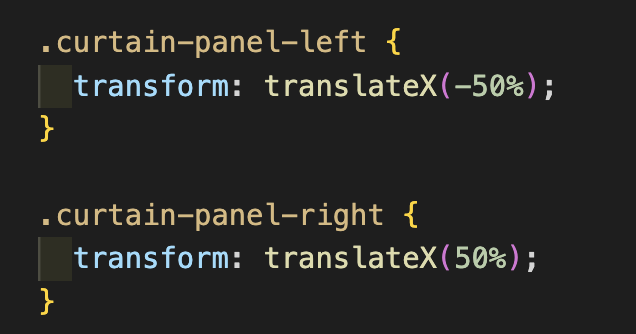 .curtain-panel-left {
  transform: translateX(-50%);
}

.curtain-panel-right {
  transform: translateX(50%);
}